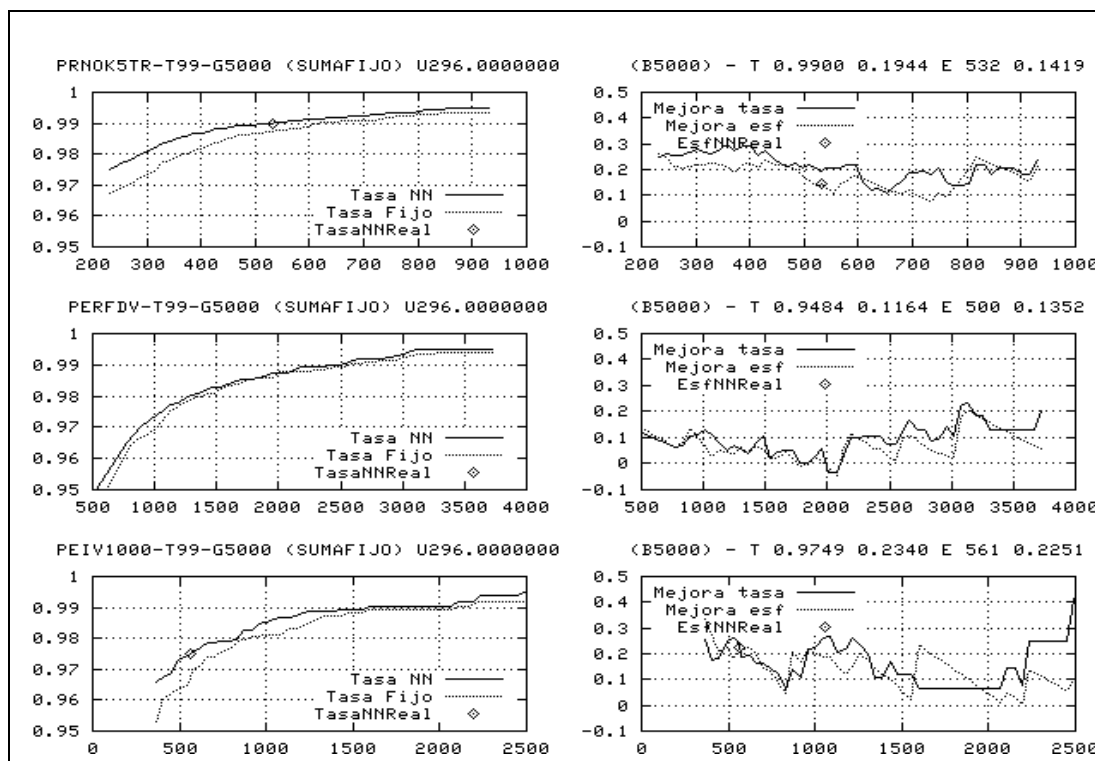 PRNOK5TR-T99-G5000 (SUMAFIJO) U296.0000000
1
0.99
0.98
0.97
0.96
0.95
Tasa NN
Tasa Fijo
TasaNNReal
200 300 400 500 600 700 800 900 1000
(B5000) - T 0.9900 0.1944 E 532 0.1419
0.5
0.4
0.3
0.2
0.1
0
-0.1
Mejora tasa
Mejora esf
EsfNNReal
200 300 400 500 600 700 800 900 1000
PERFDV-T99-G5000 (SUMAFIJO) U296.0000000
1
0.99
0.98
0.97
0.96
0.95
Tasa NN
Tasa Fijo
TasaNNReal
500 1000 1500 2000 2500 3000 3500 4000
(B5000) - T 0.9484 0.1164 E 500 0.1352
0.5
0.4
0.3
0.2
0.1
0
-0.1
Mejora tasa
Mejora esf
EsfNNReal
500 1000 1500 2000 2500 3000 3500 4000
PEIV1000-T99-G5000 (SUMAFIJO) U296.0000000
1
0.99
0.98
0.97
0.96
0.95
Tasa NN
Tasa Fijo
TasaNNReal
0 500 1000 1500 2000 2500
(B5000) - T 0.9749 0.2340 E 561 0.2251
0.5
0.4
0.3
0.2
0.1
0
-0.1
Mejora tasa
Mejora esf
EsfNNReal
0 500 1000 1500 2000 2500